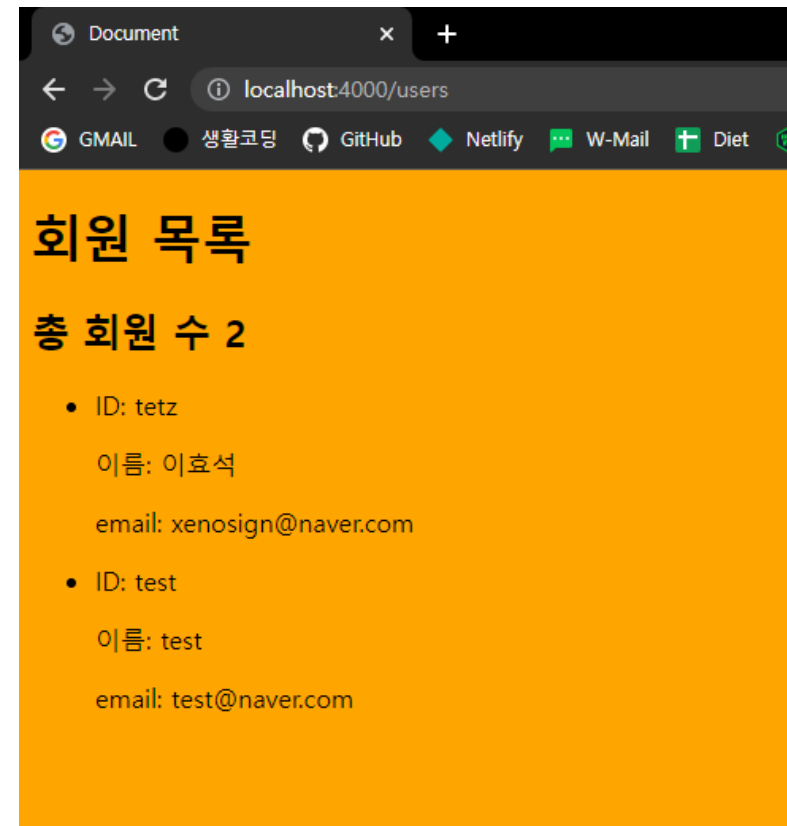 Document
localhost:4000/users
GMAIL 생활코딩 GitHub Netlify W-Mail Diet
회원 목록
총 회원 수 2
ID: tetz
이름: 이효석
email: xenosign@naver.com
ID: test
이름: test
email: test@naver.com